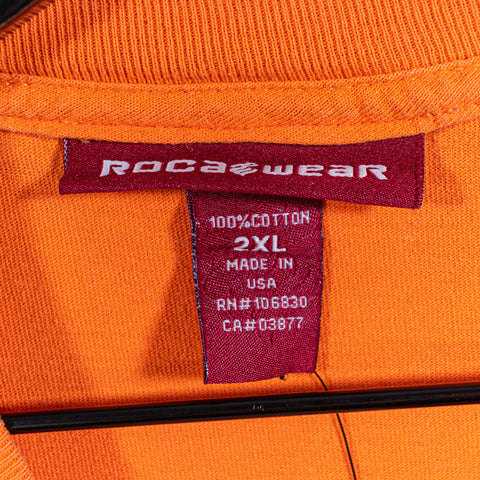 Rocawear
100% COTTON
2XL
MADE IN
USA
RN#106830
CA#03877